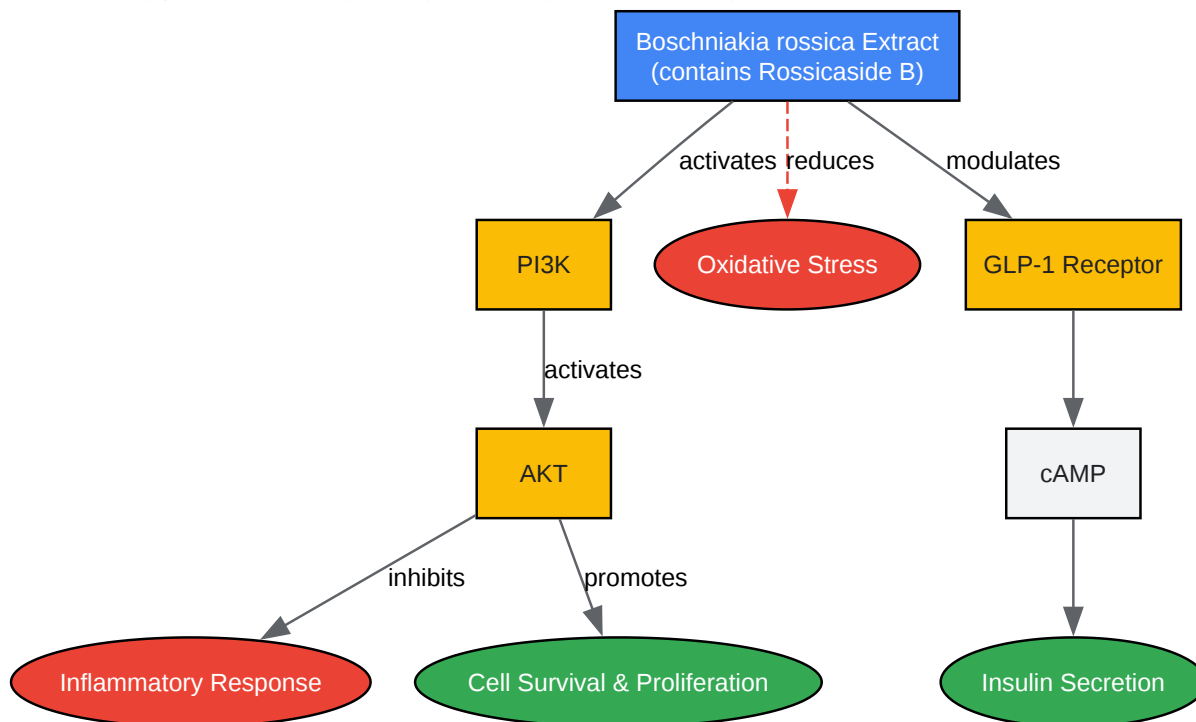 Boschniakia rossica Extract
(contains Rossicaside B)
activates
reduces
modulates
PI3K
Oxidative Stress
GLP-1 Receptor
activates
AKT
cAMP
inhibits
promotes
Inflammatory Response
Cell Survival & Proliferation
Insulin Secretion